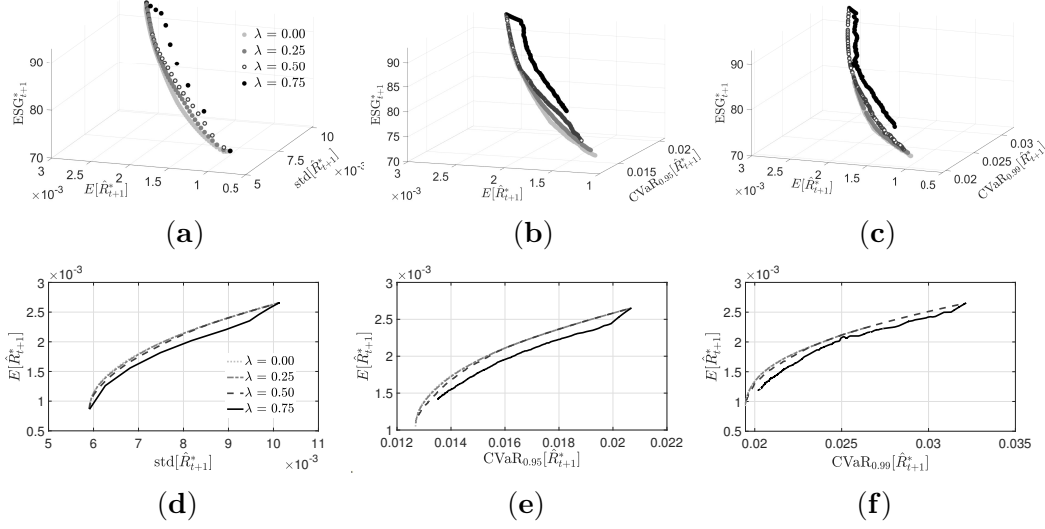 λ = 0.00
λ = 0.25
λ = 0.50
λ = 0.75
ESG*t+1
90
80
70
3
2.5
2
1.5
1
0.5
×10⁻³
E[R̂*t+1]
5
7.5
10
std[R̂*t+1]
×10⁻³
(a)
ESG*t+1
90
85
80
75
70
3
2.5
2
1.5
1
×10⁻³
E[R̂*t+1]
0.015
0.02
CVaR0.95[R̂*t+1]
(b)
ESG*t+1
90
80
70
3
2.5
2
1.5
1
0.5
×10⁻³
E[R̂*t+1]
0.02
0.025
0.03
CVaR0.99[R̂*t+1]
(c)
×10⁻³
3
2.5
2
1.5
1
0.5
E[R̂*t+1]
λ = 0.00
λ = 0.25
λ = 0.50
λ = 0.75
5 6 7 8 9 10 11
std[R̂*t+1]
×10⁻³
(d)
×10⁻³
3
2.5
2
1.5
1
E[R̂*t+1]
0.012 0.014 0.016 0.018 0.02 0.022
CVaR0.95[R̂*t+1]
(e)
×10⁻³
3
2.5
2
1.5
1
0.5
E[R̂*t+1]
0.02 0.025 0.03 0.035
CVaR0.99[R̂*t+1]
(f)